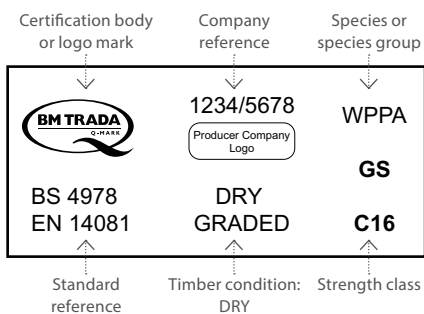 Certification body
or logo mark
Company
reference
Species or
species group
BM TRADA
Q-MARK
1234/5678
Producer Company
Logo
WPPA
GS
BS 4978
EN 14081
DRY
GRADED
C16
Standard
reference
Timber condition:
DRY
Strength class